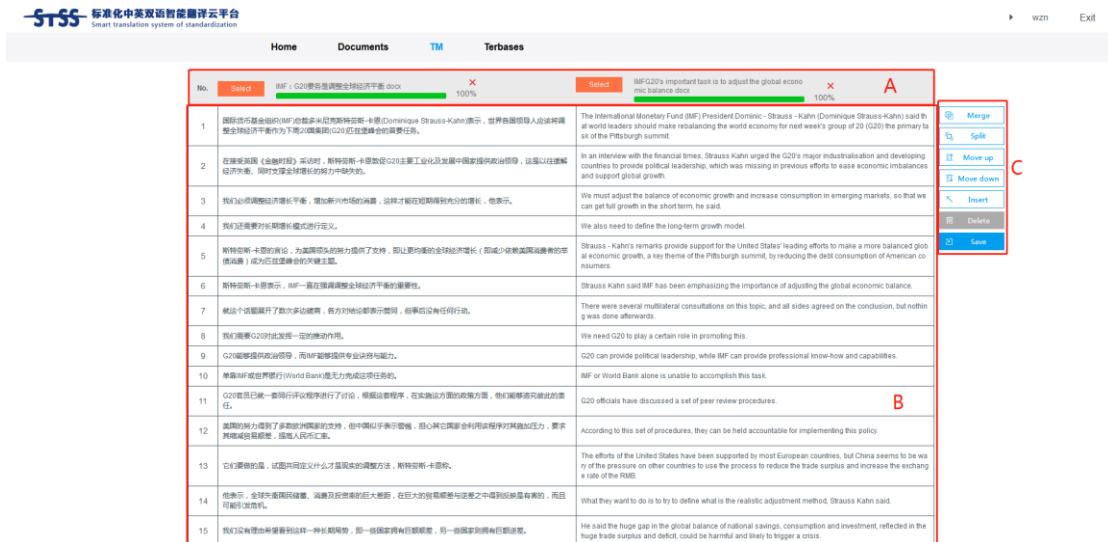 STSS 标准化中英双语智能翻译云平台
Smart translation system of standardization
wzn Exit
Home Documents TM Terbases
No. Select IMF：G20要务是调整全球经济平衡.docx × 100% Select IMFG20's important task is to adjust the global econo
mic balance.docx × 100% A
1 国际货币基金组织(IMF)总裁多米尼克斯特劳斯-卡恩(Dominique Strauss-Kahn)表示，世界各国领导人应该将调
整全球经济平衡作为下周20国集团(G20)匹兹堡峰会的首要任务。
The International Monetary Fund (IMF) President Dominic - Strauss - Kahn (Dominique Strauss-Kahn) said th
at world leaders should make rebalancing the world economy for next week's group of 20 (G20) the primary ta
sk of the Pittsburgh summit.
2 在接受英国《金融时报》采访时，斯特劳斯-卡恩敦促G20主要工业化及发展中国家提供政治领导，这是以往缓解
经济失衡、同时支撑全球增长的努力中缺失的。
In an interview with the financial times, Strauss Kahn urged the G20's major industrialisation and developing
countries to provide political leadership, which was missing in previous efforts to ease economic imbalances
and support global growth.
3 我们必须调整经济增长平衡，增加新兴市场的消费，这样才能在短期得到充分的增长，他表示。
We must adjust the balance of economic growth and increase consumption in emerging markets, so that we
can get full growth in the short term, he said.
4 我们还需要对长期增长模式进行定义。
We also need to define the long-term growth model.
5 斯特劳斯-卡恩的言论，为美国领头的努力提供了支持，即让更均衡的全球经济增长（即减少依赖美国消费者的举
债消费）成为匹兹堡峰会的关键主题。
Strauss - Kahn's remarks provide support for the United States' leading efforts to make a more balanced glob
al economic growth, a key theme of the Pittsburgh summit, by reducing the debt consumption of American co
nsumers.
6 斯特劳斯-卡恩表示，IMF一直在强调调整全球经济平衡的重要性。
Strauss Kahn said IMF has been emphasizing the importance of adjusting the global economic balance.
7 就这个话题展开了数次多边磋商，各方对结论都表示赞同，但事后没有任何行动。
There were several multilateral consultations on this topic, and all sides agreed on the conclusion, but nothin
g was done afterwards.
8 我们需要G20对此发挥一定的推动作用。
We need G20 to play a certain role in promoting this.
9 G20能够提供政治领导，而IMF能够提供专业诀窍与能力。
G20 can provide political leadership, while IMF can provide professional know-how and capabilities.
10 单靠IMF或世界银行(World Bank)是无力完成这项任务的。
IMF or World Bank alone is unable to accomplish this task.
11 G20官员已就一套同行评议程序进行了讨论，根据这套程序，在实施这方面的政策方面，他们能够追究彼此的责
任。
G20 officials have discussed a set of peer review procedures.
B
12 美国的努力得到了多数欧洲国家的支持，但中国似乎表示警惕，担心其它国家会利用该程序对其施加压力，要求
其缩减贸易顺差，提高人民币汇率。
According to this set of procedures, they can be held accountable for implementing this policy.
13 它们要做的是，试图共同定义什么才是现实的调整方法，斯特劳斯-卡恩称。
The efforts of the United States have been supported by most European countries, but China seems to be wa
ry of the pressure on other countries to use the process to reduce the trade surplus and increase the exchang
e rate of the RMB.
14 他表示，全球失衡国民储蓄、消费及投资率的巨大差距，在巨大的贸易顺差与逆差之中得到反映是有害的，而且
可能引发危机。
What they want to do is to try to define what is the realistic adjustment method, Strauss Kahn said.
15 我们没有理由希望看到这样一种长期局势，即一些国家拥有巨额顺差，另一些国家则拥有巨额逆差。
He said the huge gap in the global balance of national savings, consumption and investment, reflected in the
huge trade surplus and deficit, could be harmful and likely to trigger a crisis.
Merge
Split
Move up
Move down
Insert
Delete
Save
C